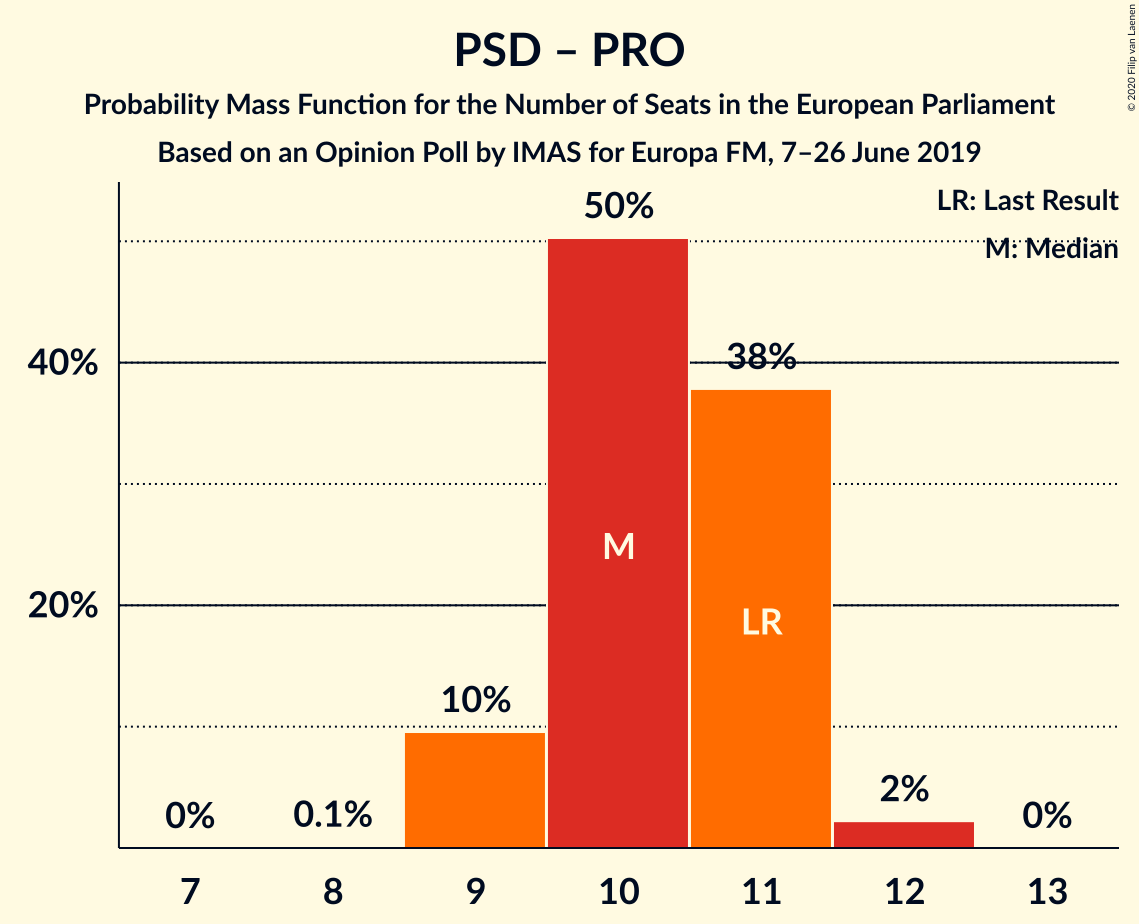 PSD – PRO
Probability Mass Function for the Number of Seats in the European Parliament
Based on an Opinion Poll by IMAS for Europa FM, 7–26 June 2019
© 2020 Filip van Laenen
LR: Last Result
M: Median
50%
40%
38%
M
20%
LR
10%
0%
0.1%
2%
0%
7
8
9
10
11
12
13